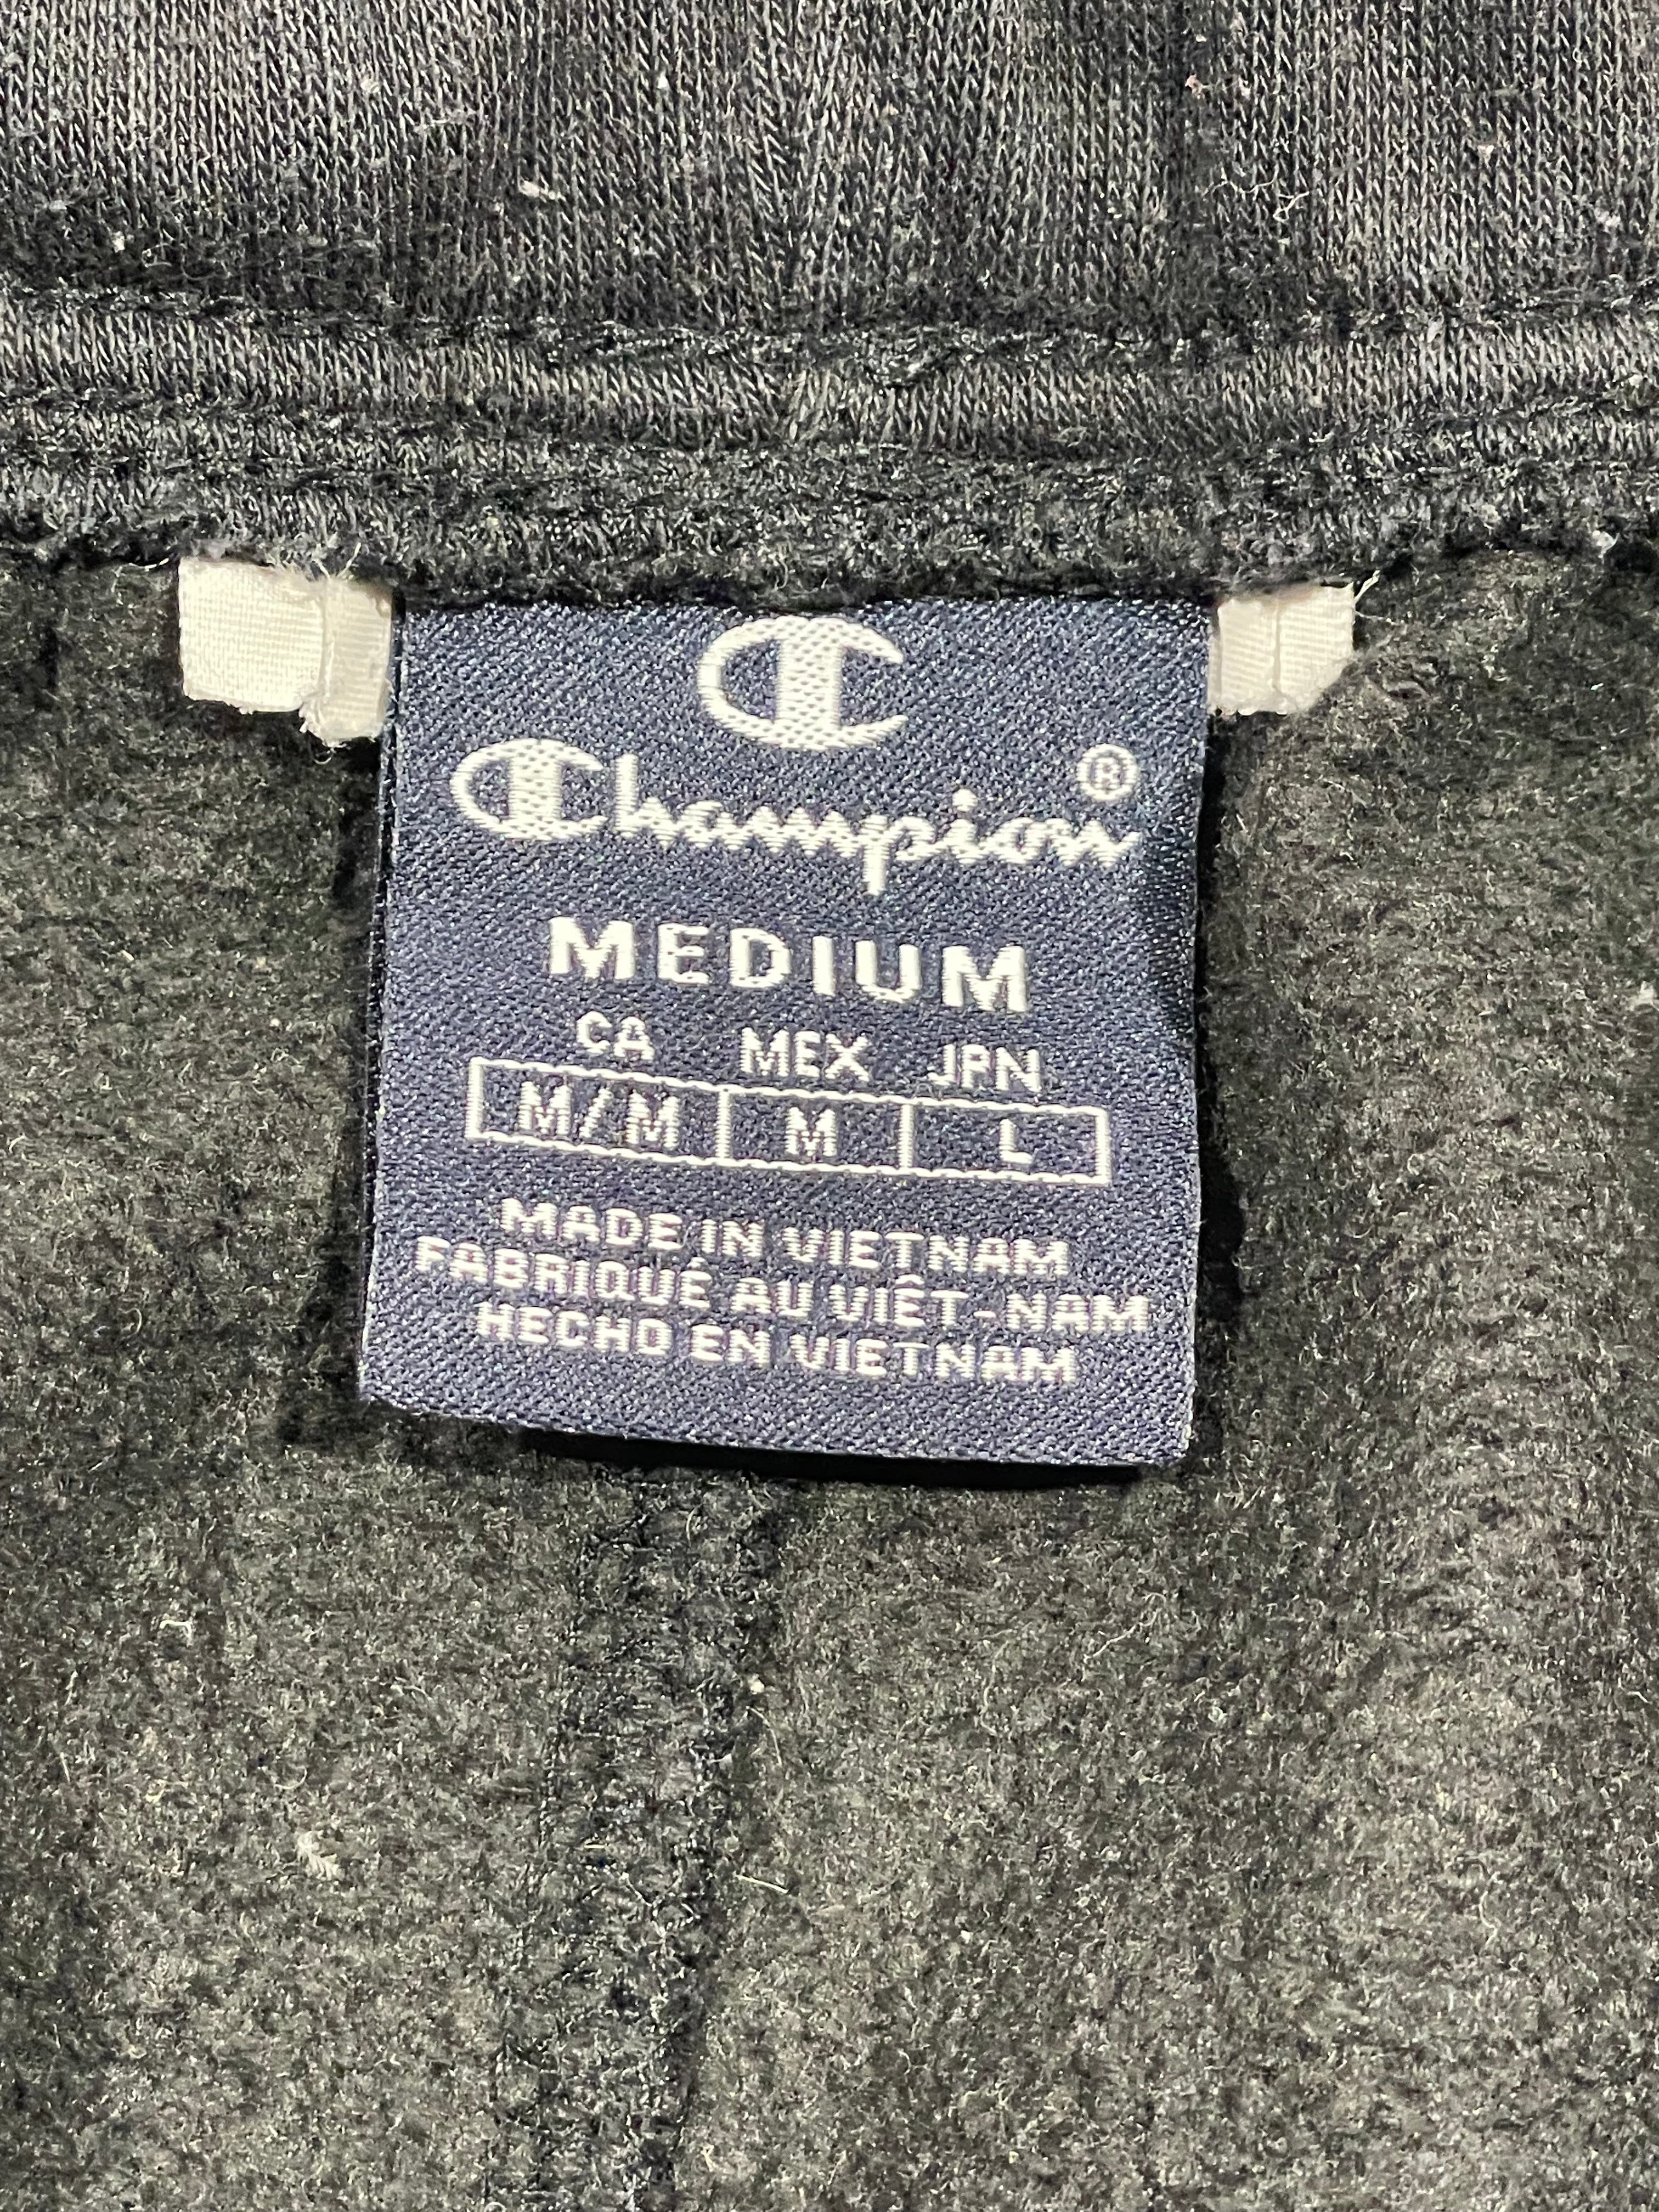 C
Champion®
MEDIUM
CA MEX JPN
M/M M L
MADE IN VIETNAM
FABRIQUÉ AU VIÊT-NAM
HECHO EN VIETNAM